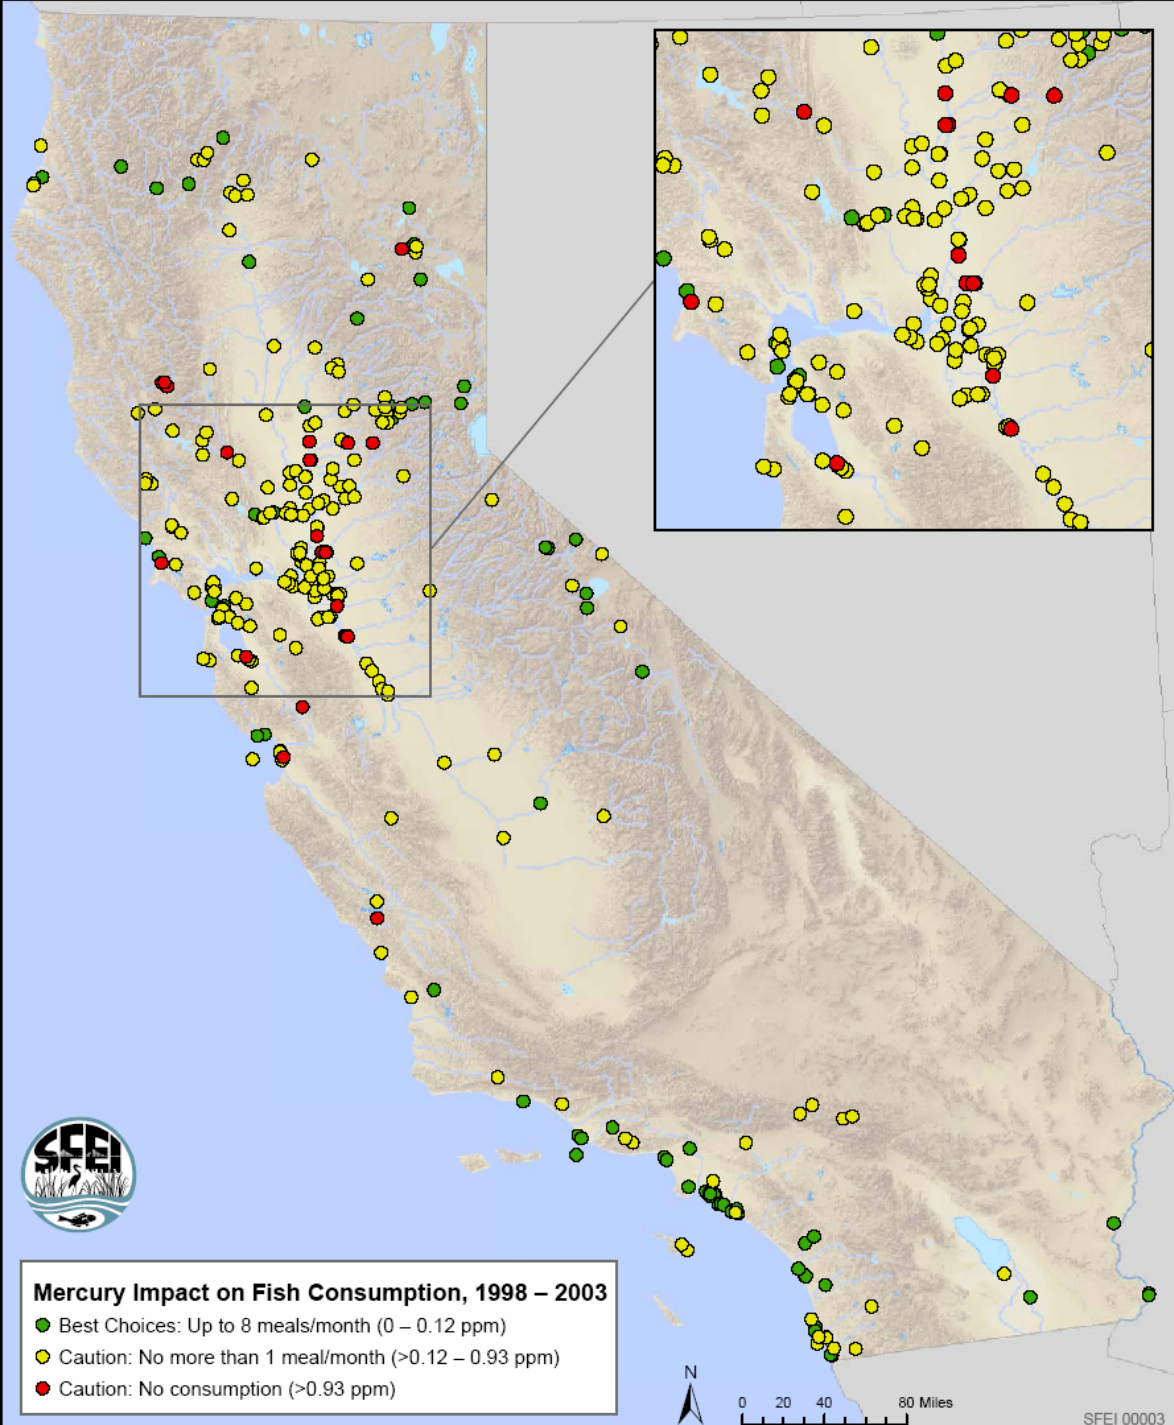 SFEI
Mercury Impact on Fish Consumption, 1998 – 2003
Best Choices: Up to 8 meals/month (0 – 0.12 ppm)
Caution: No more than 1 meal/month (>0.12 – 0.93 ppm)
Caution: No consumption (>0.93 ppm)
N
0 20 40 80 Miles
SFEI 00003